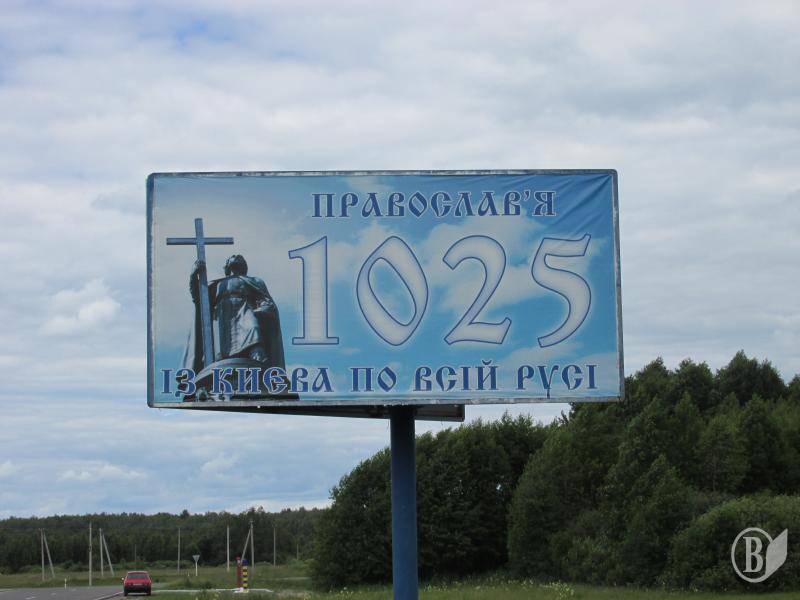 ПРАВОСЛАВ'Я
1025
ІЗ КИЄВА ПО ВСІЙ РУСІ
В